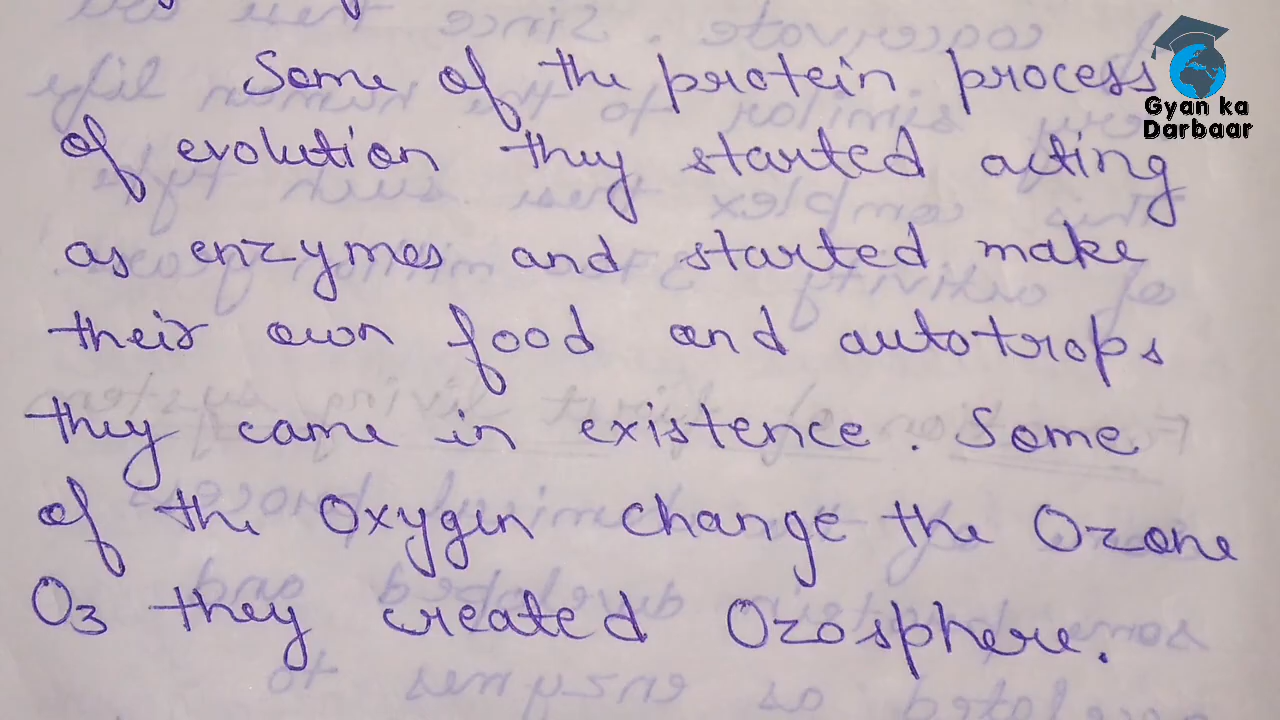 Some of the protein process
of evolution they started acting
as enzymes and started make
their own food and autotrops
they came in existence. Some
of the Oxygen change the Ozone
O3 they created Ozosphere.
Gyan ka
Darbaar